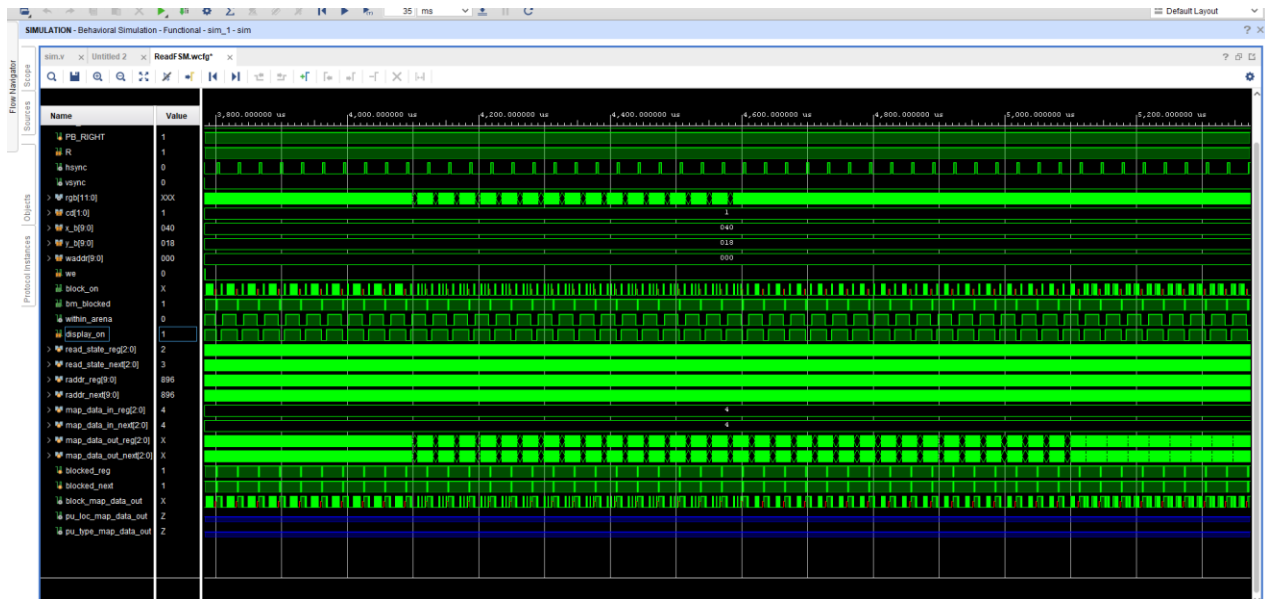 35 ms
Default Layout
SIMULATION - Behavioral Simulation - Functional - sim_1 - sim
Flow Navigator
Scope
Sources
Objects
Protocol Instances
sim.v Untitled 2 ReadFSM.wcfg*
Name Value
3,800.000000 us 4,000.000000 us 4,200.000000 us 4,400.000000 us 4,600.000000 us 4,800.000000 us 5,000.000000 us 5,200.000000 us
PB_RIGHT 1
R 1
hsync 0
vsync 0
rgb[11:0] XXX
cd[1:0] 1 1
x_b[9:0] 040 040
y_b[9:0] 018 018
waddr[9:0] 000 000
we 0
block_on X
bm_blocked 1
within_arena 0
display_on 1
read_state_reg[2:0] 2
read_state_next[2:0] 3
raddr_reg[9:0] 896
raddr_next[9:0] 896
map_data_in_reg[2:0] 4 4
map_data_in_next[2:0] 4 4
map_data_out_reg[2:0] X
map_data_out_next[2:0] X
blocked_reg 1
blocked_next 1
block_map_data_out X
pu_loc_map_data_out Z
pu_type_map_data_out Z